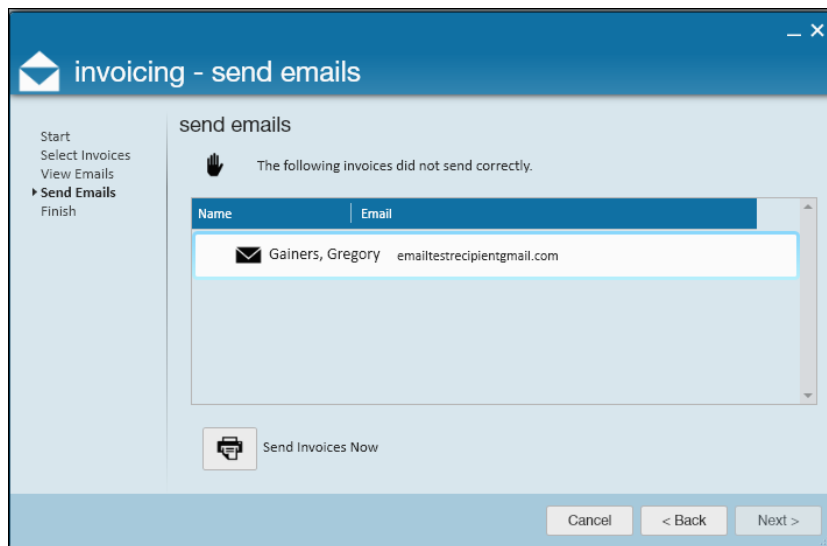 invoicing - send emails
Start
Select Invoices
View Emails
Send Emails
Finish
send emails
The following invoices did not send correctly.
Name Email
Gainers, Gregory emailtestrecipientgmail.com
Send Invoices Now
Cancel < Back Next >